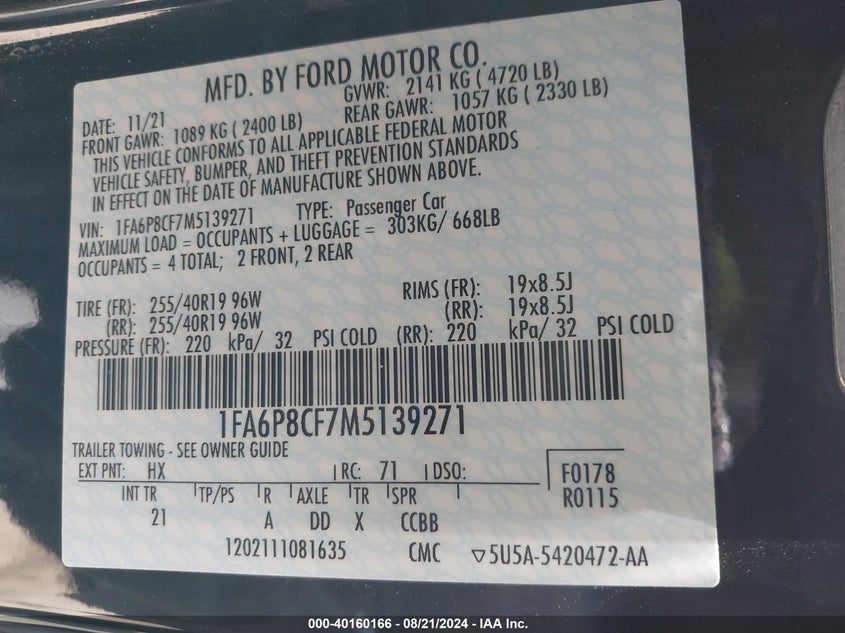 MFD. BY FORD MOTOR CO.
DATE: 11/21 GVWR: 2141 KG ( 4720 LB)
FRONT GAWR: 1089 KG ( 2400 LB) REAR GAWR: 1057 KG ( 2330 LB)
THIS VEHICLE CONFORMS TO ALL APPLICABLE FEDERAL MOTOR
VEHICLE SAFETY, BUMPER, AND THEFT PREVENTION STANDARDS
IN EFFECT ON THE DATE OF MANUFACTURE SHOWN ABOVE.
VIN: 1FA6P8CF7M5139271 TYPE: Passenger Car
MAXIMUM LOAD = OCCUPANTS + LUGGAGE = 303KG/ 668LB
OCCUPANTS = 4 TOTAL; 2 FRONT, 2 REAR
TIRE (FR): 255/40R19 96W RIMS (FR): 19x8.5J
(RR): 255/40R19 96W (RR): 19x8.5J
PRESSURE (FR): 220 kPa/ 32 PSI COLD (RR): 220 kPa/ 32 PSI COLD
1FA6P8CF7M5139271
TRAILER TOWING - SEE OWNER GUIDE
EXT PNT: HX RC: 71 DSO: F0178
INT TR TP/PS R AXLE TR SPR R0115
21 A DD X CCBB
1202111081635 CMC ▽5U5A-5420472-AA
000-40160166 - 08/21/2024 - IAA Inc.